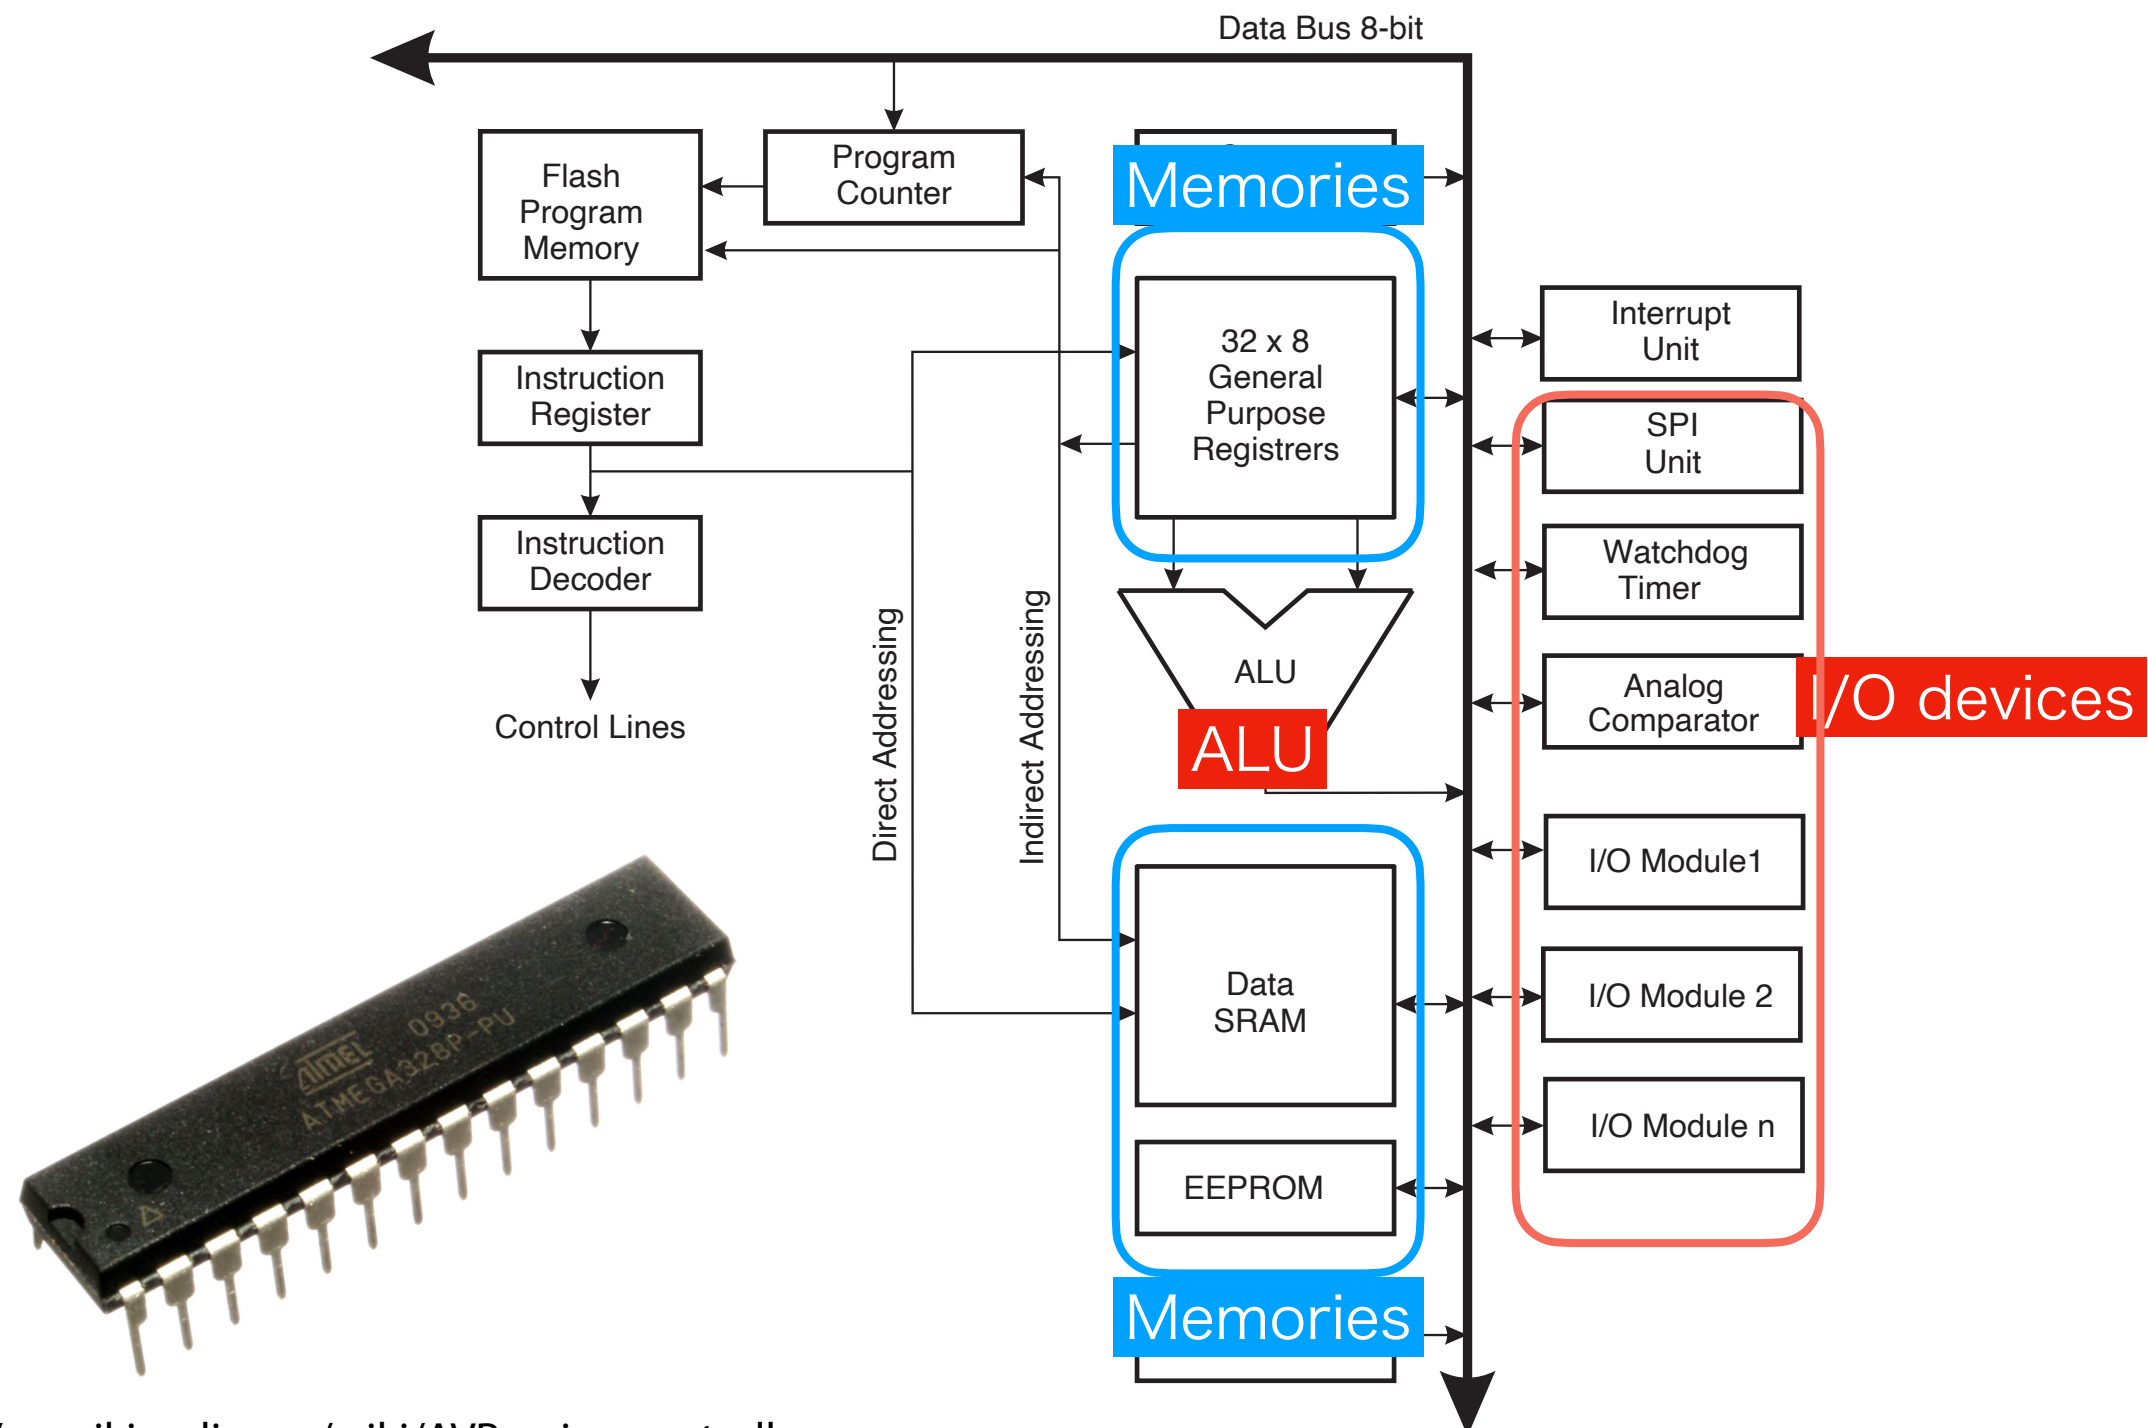 Data Bus 8-bit
Flash
Program
Memory
Program
Counter
Memories
32 x 8
General
Purpose
Registrers
Interrupt
Unit
Instruction
Register
SPI
Unit
Instruction
Decoder
Watchdog
Timer
Control Lines
Direct Addressing
Indirect Addressing
ALU
ALU
Analog
Comparator
I/O devices
I/O Module1
Data
SRAM
I/O Module 2
I/O Module n
EEPROM
Memories
ATMEL 0936
ATMEGA328P-PU